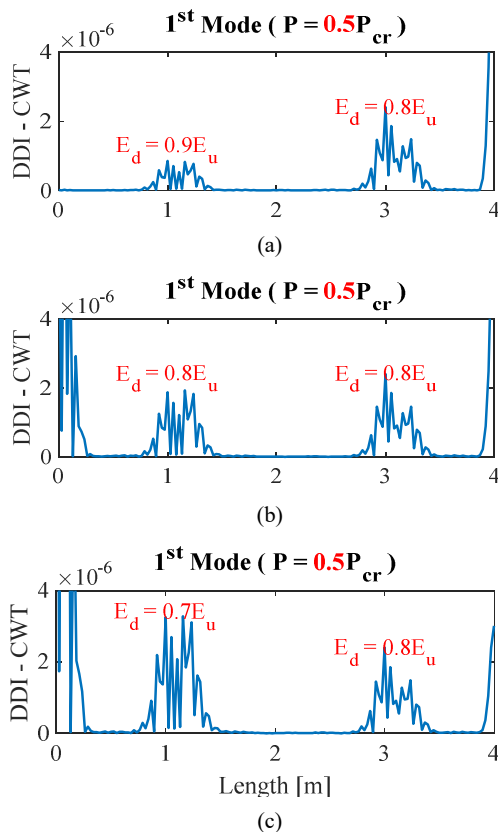 1st Mode ( P = 0.5Pcr)
×10-6
DDI - CWT
4
2
0
Ed = 0.9Eu
Ed = 0.8Eu
0 1 2 3 4
(a)
1st Mode ( P = 0.5Pcr)
×10-6
DDI - CWT
4
2
0
Ed = 0.8Eu
Ed = 0.8Eu
0 1 2 3 4
(b)
1st Mode ( P = 0.5Pcr)
×10-6
DDI - CWT
4
2
0
Ed = 0.7Eu
Ed = 0.8Eu
0 1 2 3 4
Length [m]
(c)